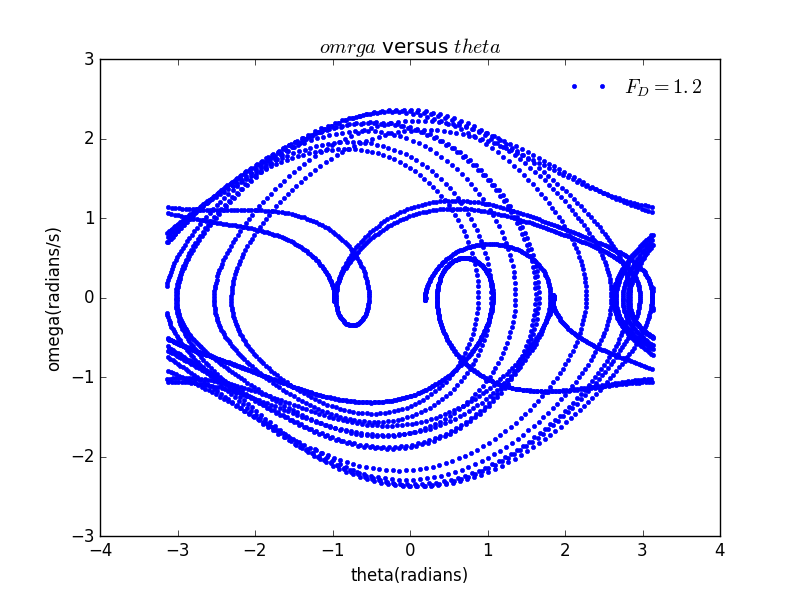 omrga versus theta
F_D = 1.2
3
2
1
0
−1
−2
−3
omega(radians/s)
−4 −3 −2 −1 0 1 2 3 4
theta(radians)